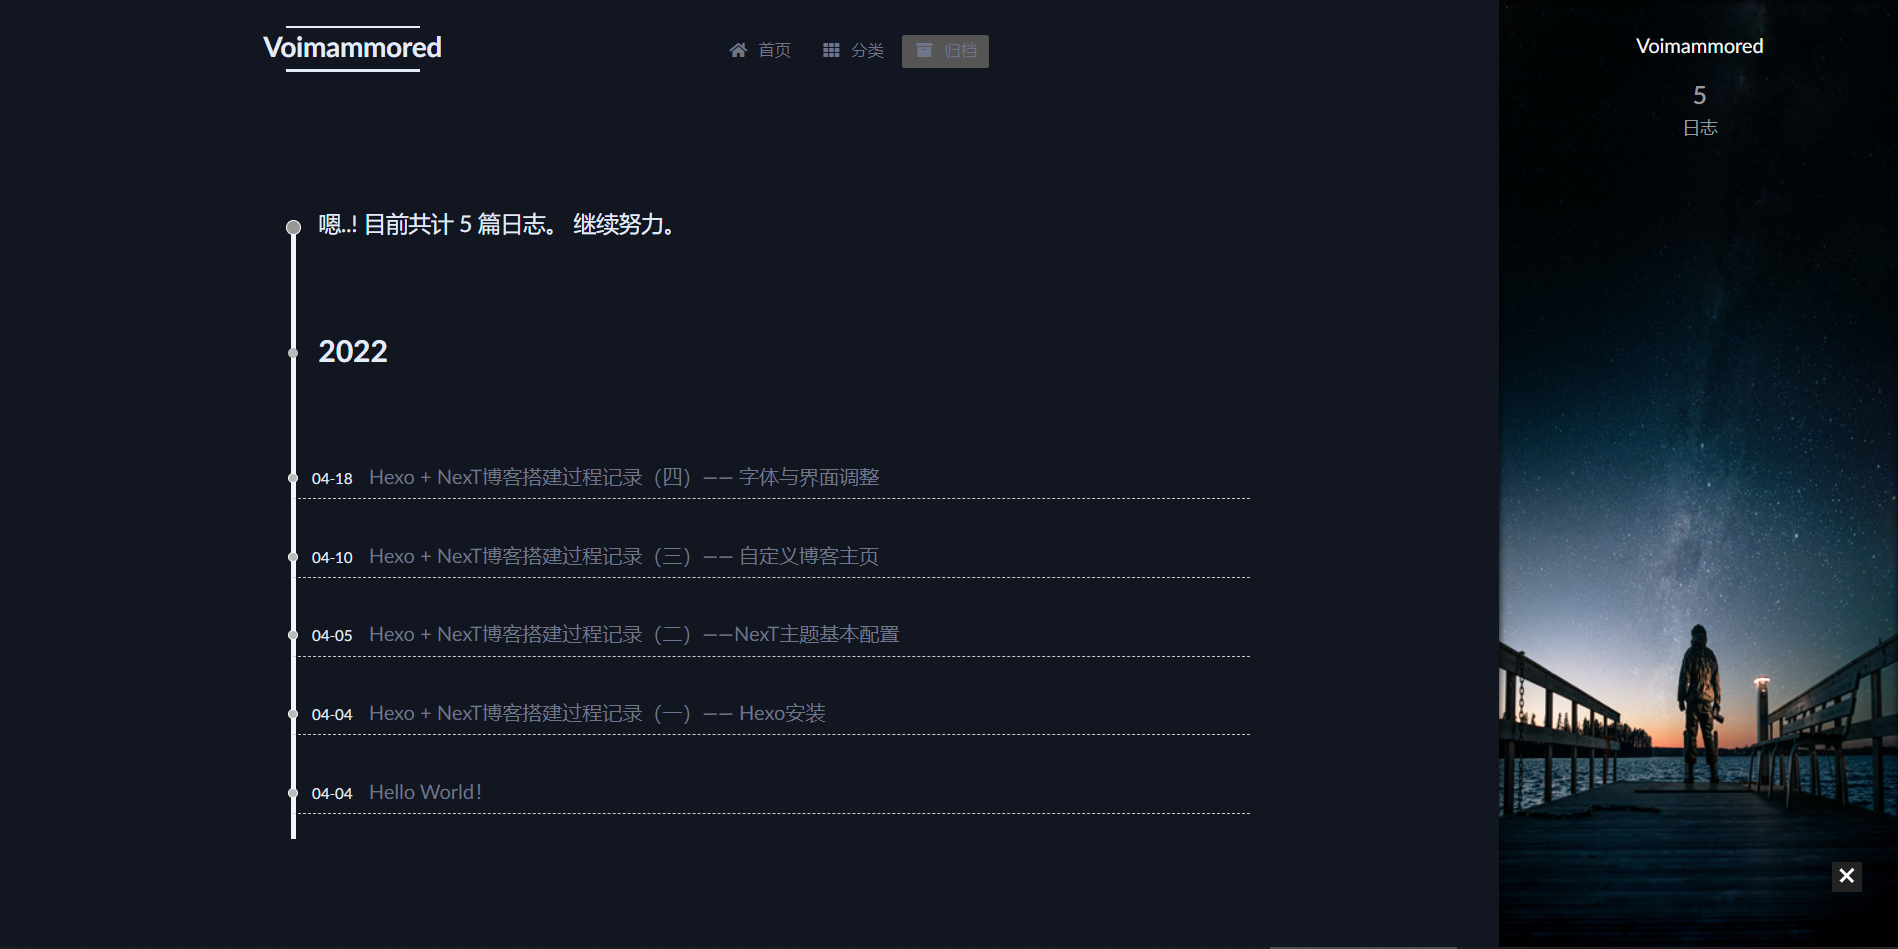 Voimammored
首页 分类 归档
Voimammored
5
日志
嗯..! 目前共计 5 篇日志。 继续努力。
2022
04-18 Hexo + NexT博客搭建过程记录（四）—— 字体与界面调整
04-10 Hexo + NexT博客搭建过程记录（三）—— 自定义博客主页
04-05 Hexo + NexT博客搭建过程记录（二）——NexT主题基本配置
04-04 Hexo + NexT博客搭建过程记录（一）—— Hexo安装
04-04 Hello World!